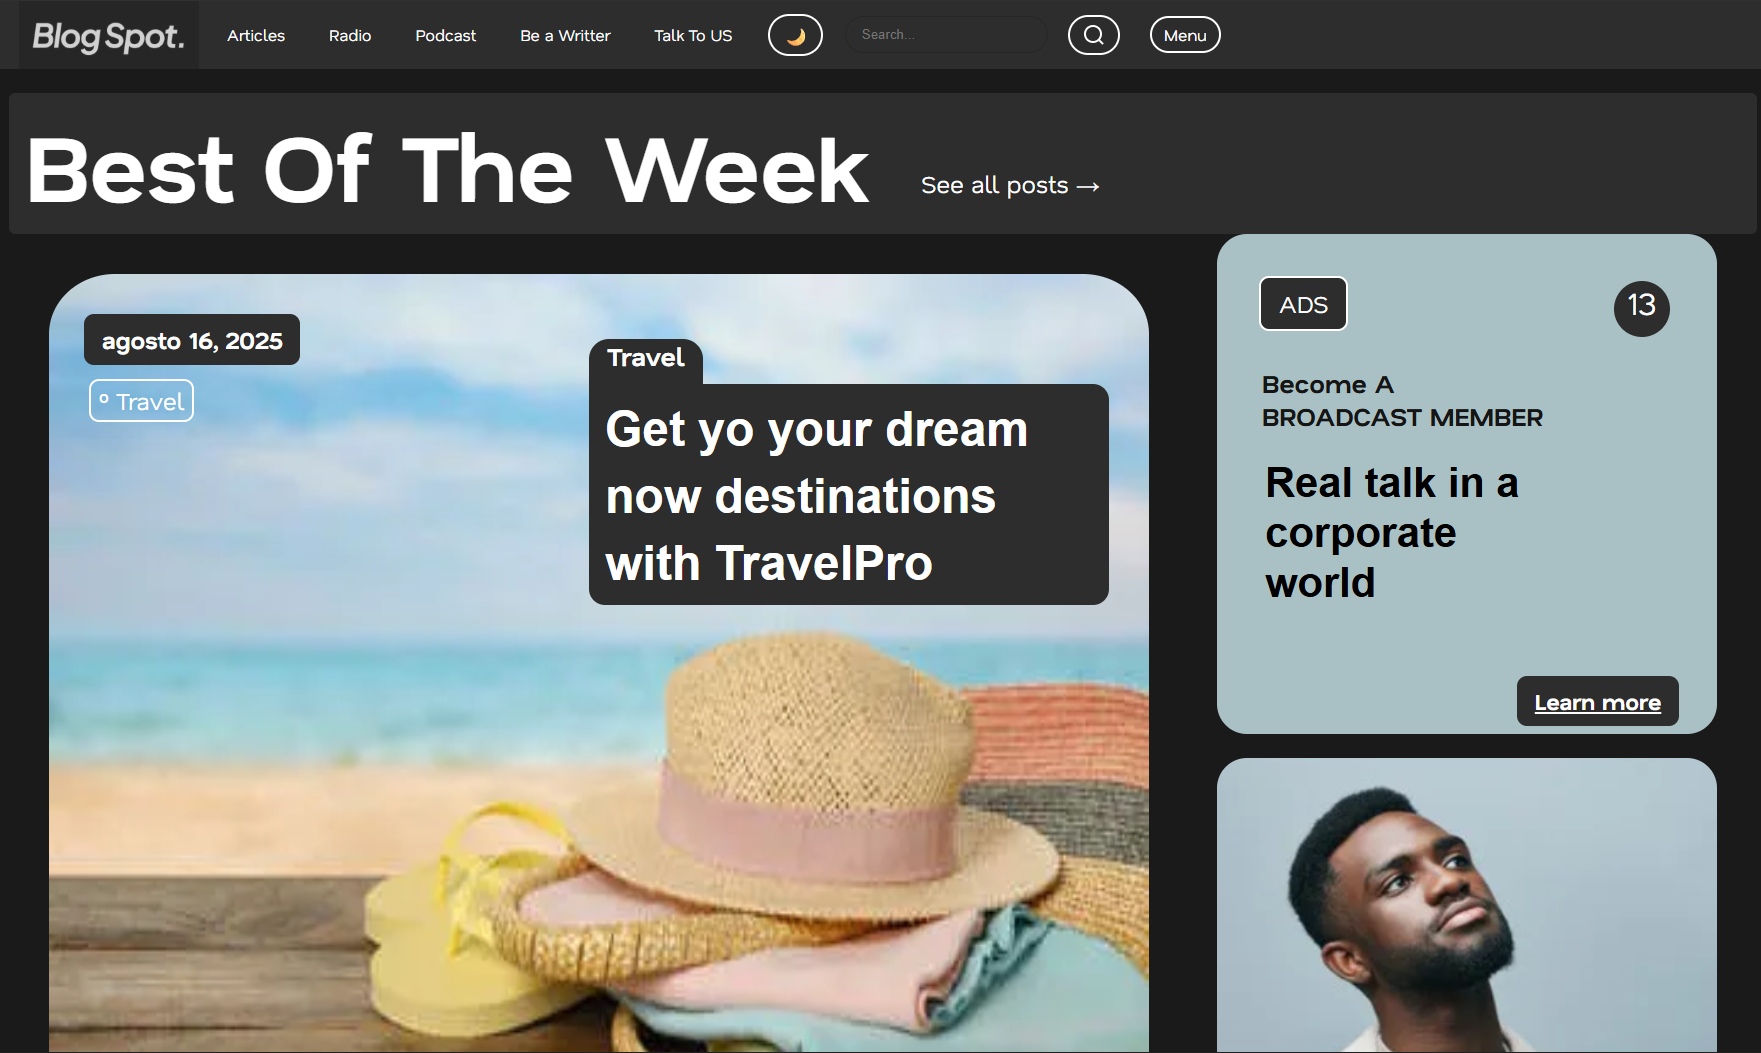 Blog Spot.
Articles
Radio
Podcast
Be a Writter
Talk To US
Search...
Menu
Best Of The Week
See all posts →
agosto 16, 2025
º Travel
Travel
Get yo your dream
now destinations
with TravelPro
ADS
13
Become A
BROADCAST MEMBER
Real talk in a
corporate
world
Learn more